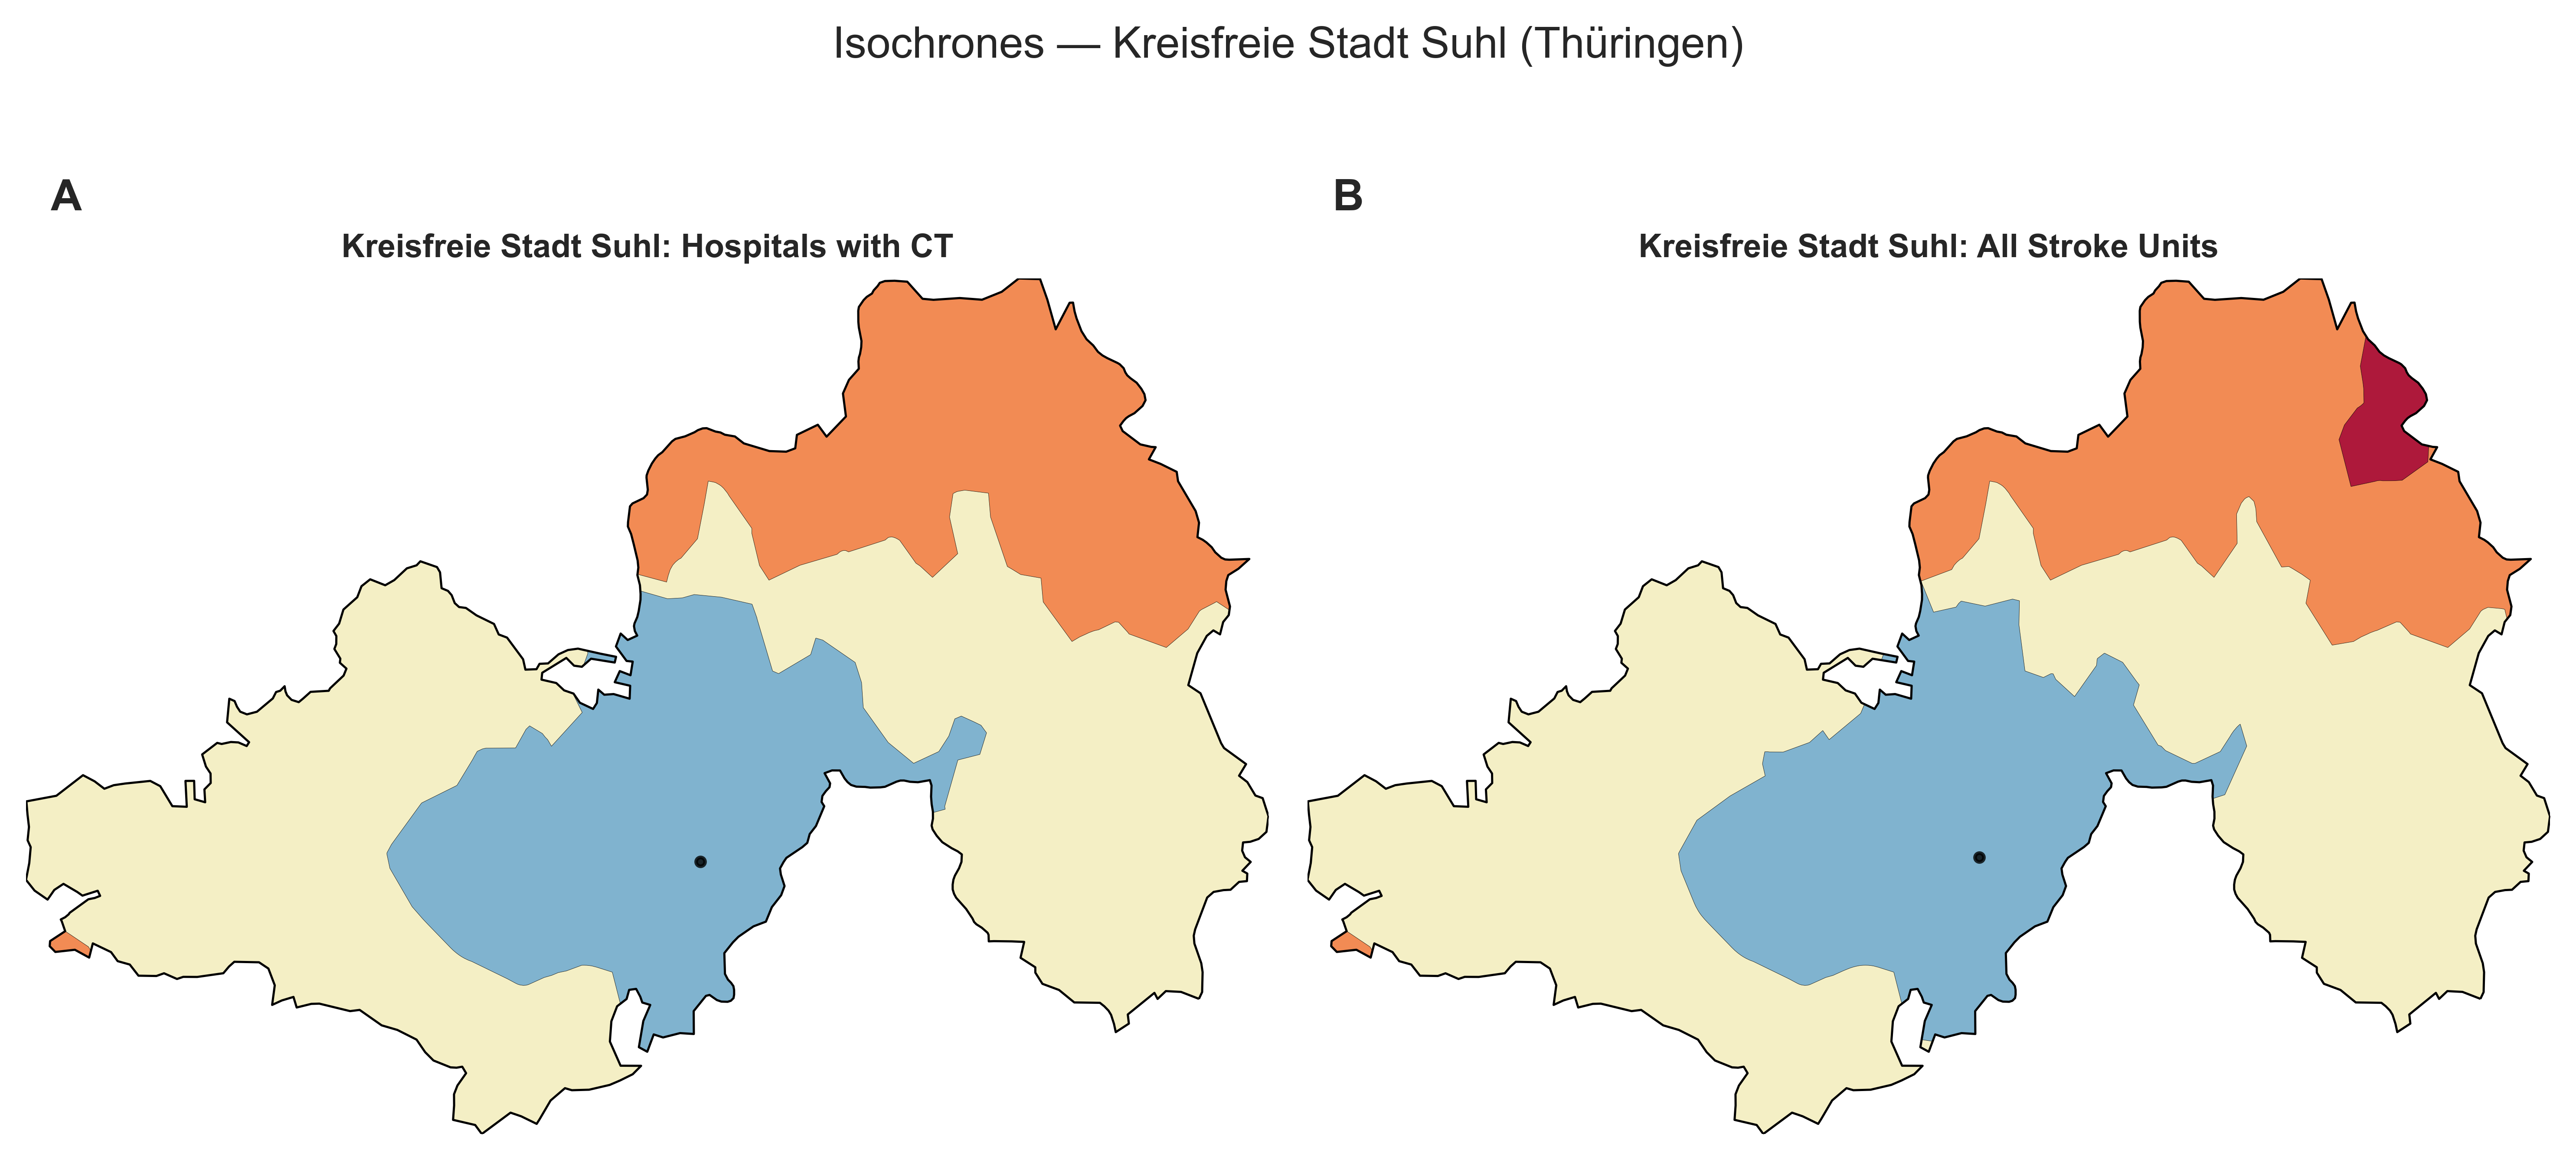 Isochrones — Kreisfreie Stadt Suhl (Thüringen)
A
Kreisfreie Stadt Suhl: Hospitals with CT
B
Kreisfreie Stadt Suhl: All Stroke Units